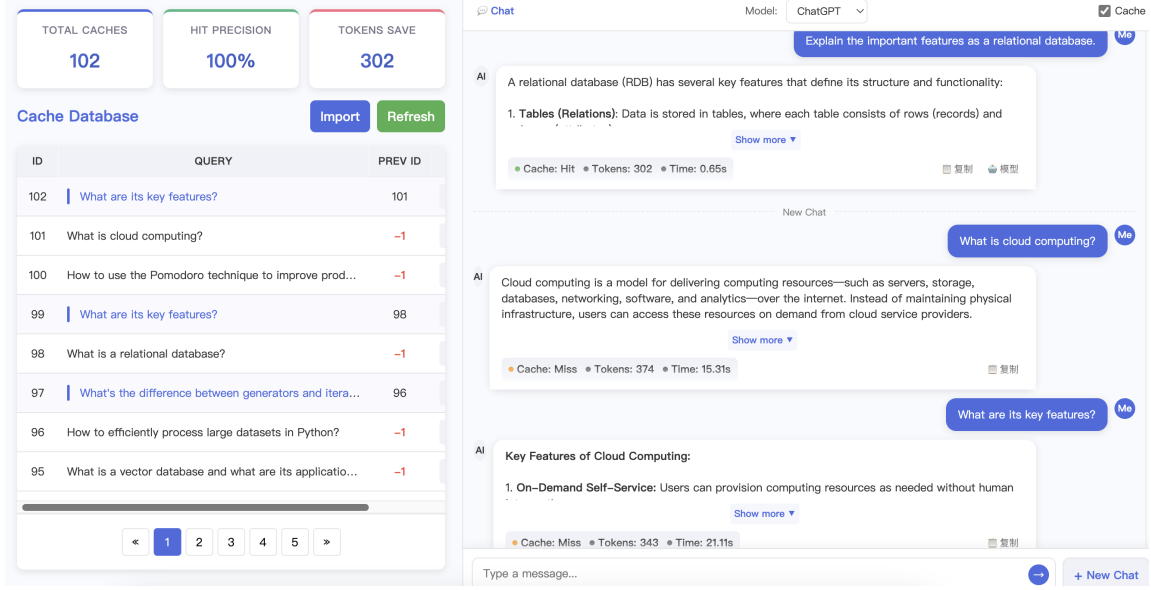 TOTAL CACHES
102
HIT PRECISION
100%
TOKENS SAVE
302
Cache Database
Import
Refresh
ID QUERY PREV ID
102 What are its key features? 101
101 What is cloud computing? -1
100 How to use the Pomodoro technique to improve prod... -1
99 What are its key features? 98
98 What is a relational database? -1
97 What's the difference between generators and itera... 96
96 How to efficiently process large datasets in Python? -1
95 What is a vector database and what are its applicatio... -1
« 1 2 3 4 5 »
Chat
Model: ChatGPT
Cache
Explain the important features as a relational database.
Me
AI
A relational database (RDB) has several key features that define its structure and functionality:
1. Tables (Relations): Data is stored in tables, where each table consists of rows (records) and
Show more ▼
Cache: Hit Tokens: 302 Time: 0.65s
复制 模型
New Chat
What is cloud computing?
Me
AI
Cloud computing is a model for delivering computing resources—such as servers, storage,
databases, networking, software, and analytics—over the internet. Instead of maintaining physical
infrastructure, users can access these resources on demand from cloud service providers.
Show more ▼
Cache: Miss Tokens: 374 Time: 15.31s
复制
What are its key features?
Me
AI
Key Features of Cloud Computing:
1. On-Demand Self-Service: Users can provision computing resources as needed without human
Show more ▼
Cache: Miss Tokens: 343 Time: 21.11s
复制
Type a message...
→
+ New Chat